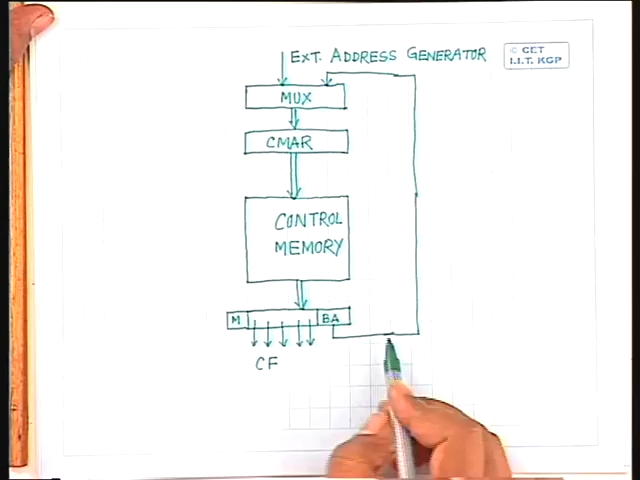 EXT. ADDRESS GENERATOR
© CET
I.I.T. KGP
MUX
CMAR
CONTROL
MEMORY
M BA
CF